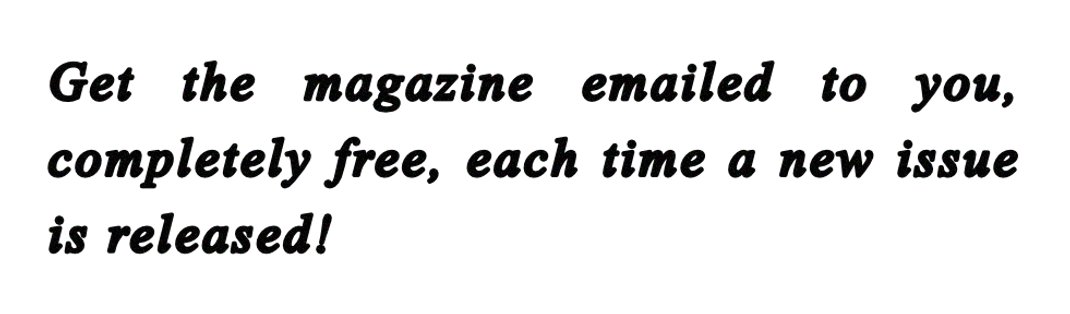 Get the magazine emailed to you,
completely free, each time a new issue
is released!